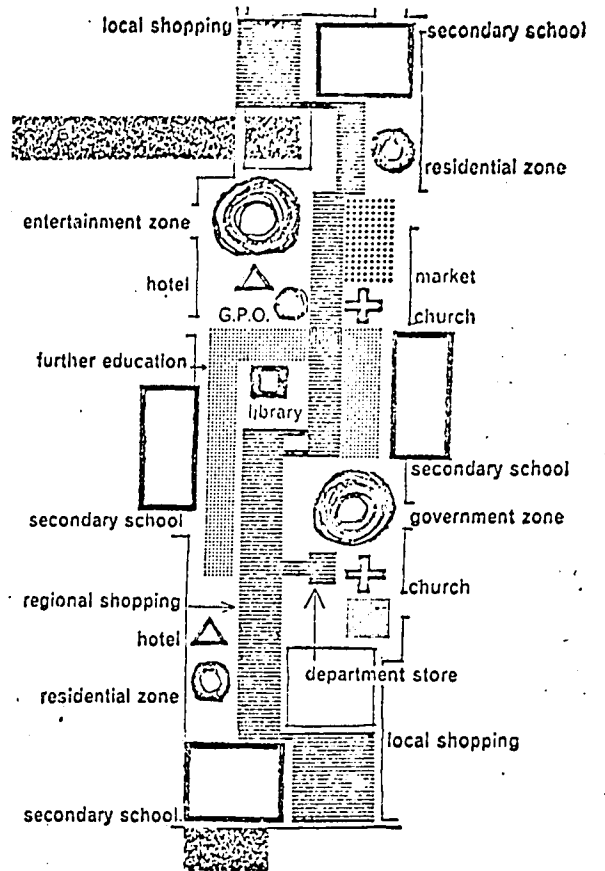 local shopping
secondary school
residential zone
entertainment zone
hotel
market
G.P.O.
church
further education
library
secondary school
secondary school
government zone
church
regional shopping
hotel
department store
residential zone
local shopping
secondary school.